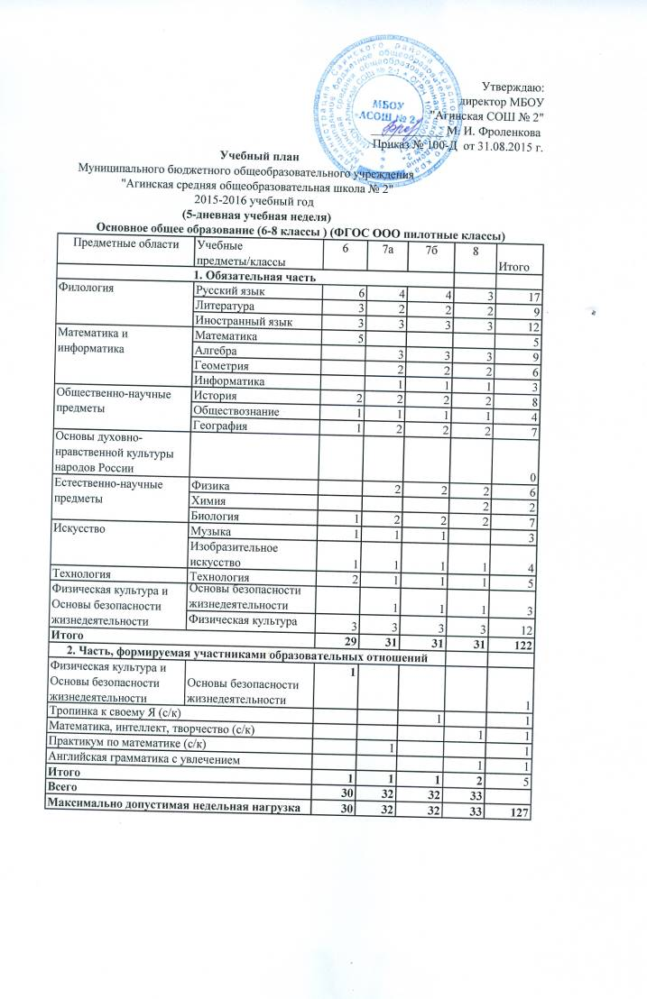 Утверждаю:
директор МБОУ
"Агинская СОШ № 2"
М. И. Фроленкова
Приказ № 100-Д от 31.08.2015 г.
МБОУ
"АСОШ № 2"
Учебный план
Муниципального бюджетного общеобразовательного учреждения
"Агинская средняя общеобразовательная школа № 2"
2015-2016 учебный год
(5-дневная учебная неделя)
Основное общее образование (6-8 классы ) (ФГОС ООО пилотные классы)
Предметные области Учебные предметы/классы 6 7а 7б 8 Итого
1. Обязательная часть
Филология Русский язык 6 4 4 3 17
Литература 3 2 2 2 9
Иностранный язык 3 3 3 3 12
Математика и информатика Математика 5 5
Алгебра 3 3 3 9
Геометрия 2 2 2 6
Информатика 1 1 1 3
Общественно-научные предметы История 2 2 2 2 8
Обществознание 1 1 1 1 4
География 1 2 2 2 7
Основы духовно-
нравственной культуры
народов России 0
Естественно-научные предметы Физика 2 2 2 6
Химия 2 2
Биология 1 2 2 2 7
Искусство Музыка 1 1 1 3
Изобразительное
искусство 1 1 1 1 4
Технология Технология 2 1 1 1 5
Физическая культура и Основы безопасности жизнедеятельности Основы безопасности
жизнедеятельности 1 1 1 3
Физическая культура 3 3 3 3 12
Итого 29 31 31 31 122
2. Часть, формируемая участниками образовательных отношений
Физическая культура и 1
Основы безопасности Основы безопасности
жизнедеятельности жизнедеятельности 1
Тропинка к своему Я (с/к) 1 1
Математика, интеллект, творчество (с/к) 1 1
Практикум по математике (с/к) 1 1
Английская грамматика с увлечением 1 1
Итого 1 1 1 2 5
Всего 30 32 32 33
Максимально допустимая недельная нагрузка 30 32 32 33 127